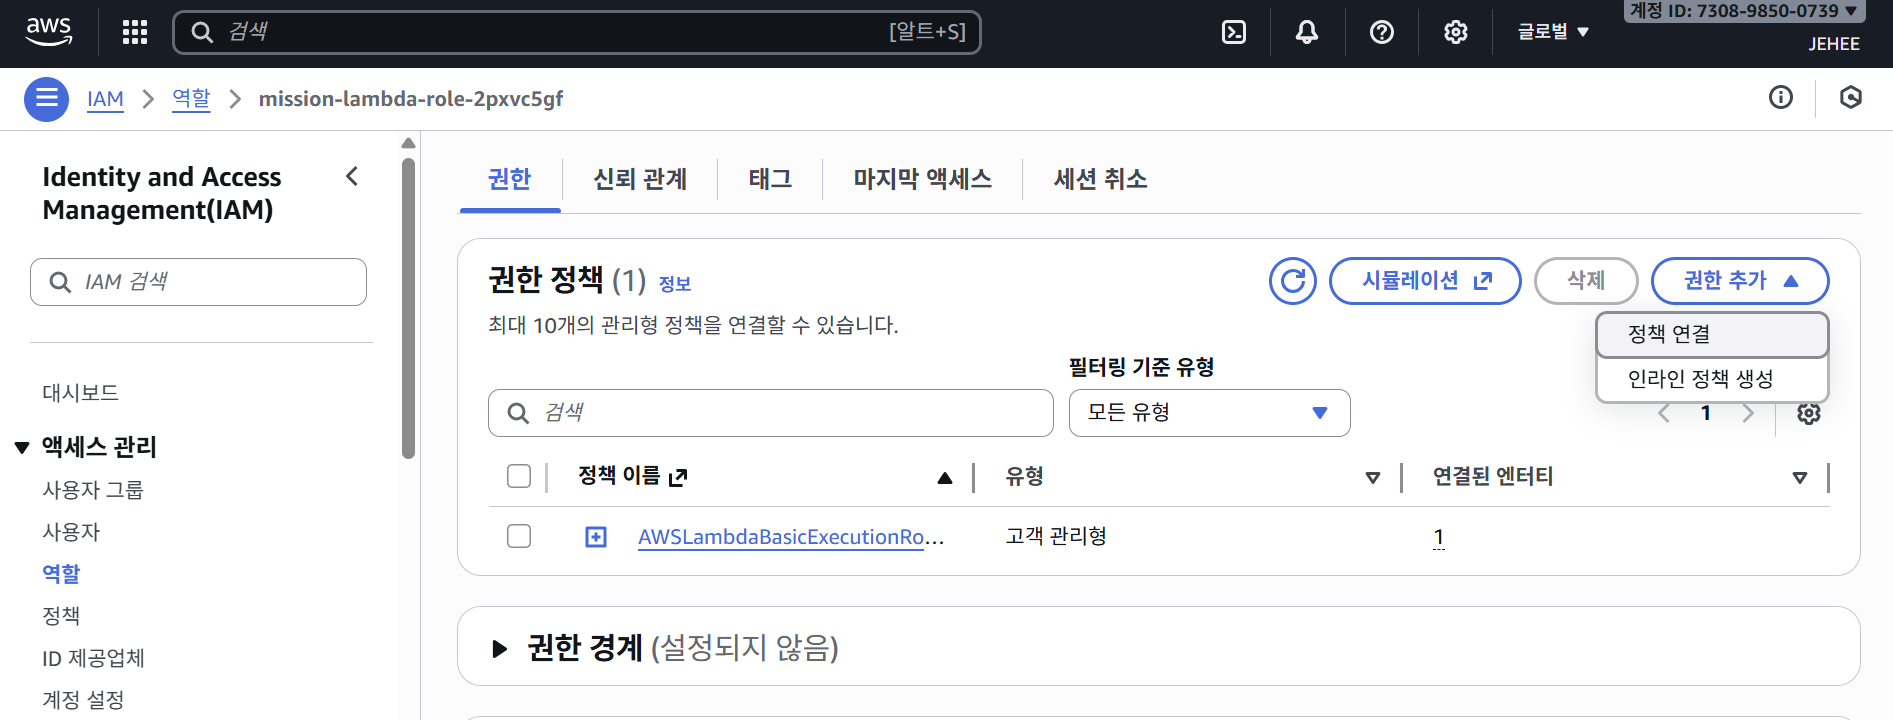 aws
검색
[알트+S]
글로벌
계정 ID: 7308-9850-0739
JEHEE
IAM
역할
mission-lambda-role-2pxvc5gf
Identity and Access
Management(IAM)
IAM 검색
대시보드
액세스 관리
사용자 그룹
사용자
역할
정책
ID 제공업체
계정 설정
권한
신뢰 관계
태그
마지막 액세스
세션 취소
권한 정책 (1) 정보
시뮬레이션
삭제
권한 추가
정책 연결
인라인 정책 생성
최대 10개의 관리형 정책을 연결할 수 있습니다.
필터링 기준 유형
검색
모든 유형
1
정책 이름
유형
연결된 엔터티
AWSLambdaBasicExecutionRo...
고객 관리형
1
권한 경계 (설정되지 않음)